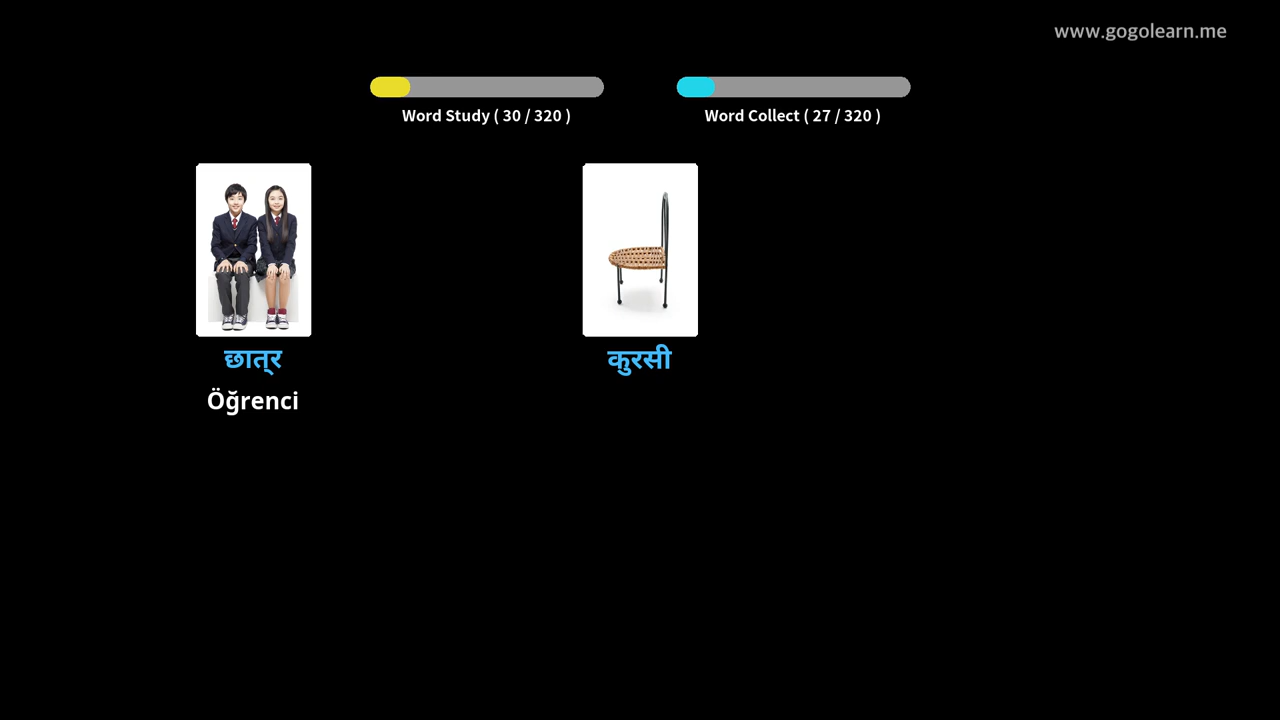 www.gogolearn.me
Word Study ( 30 / 320 )
Word Collect ( 27 / 320 )
छात्र
कुरसी
Öğrenci